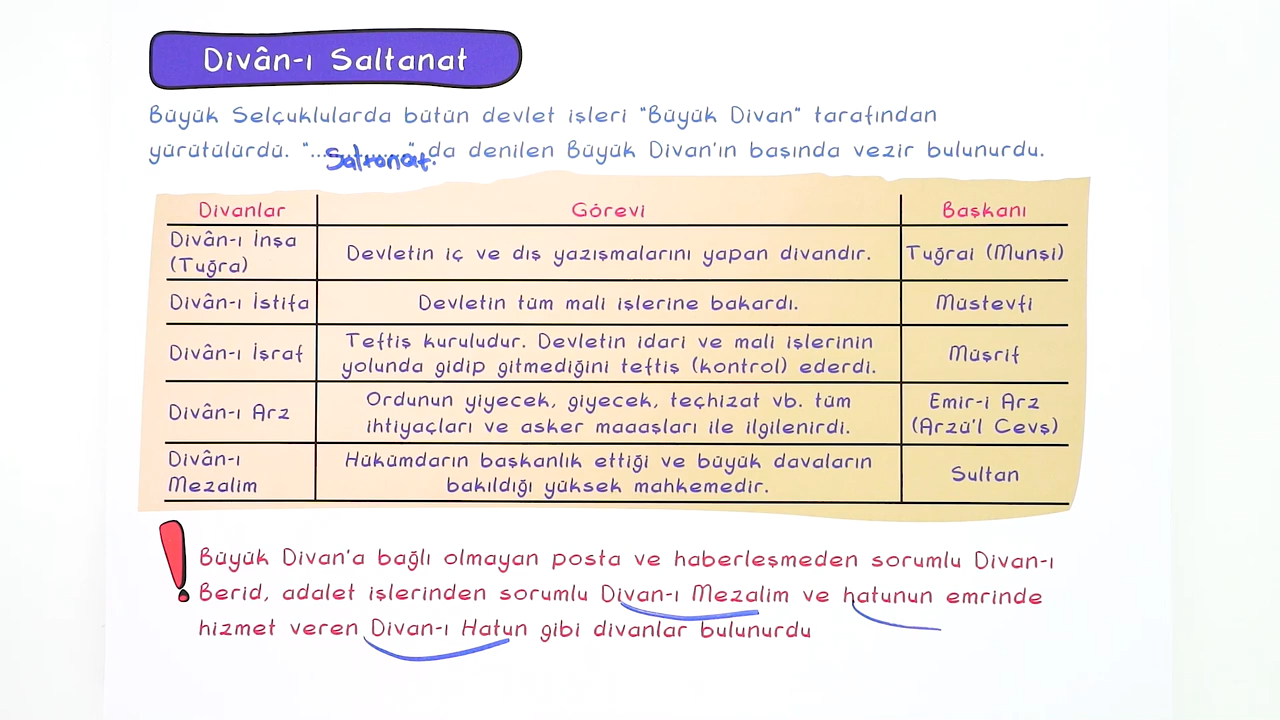 Divân-ı Saltanat
Büyük Selçuklularda bütün devlet işleri "Büyük Divan" tarafından
yürütülürdü. "... Saltanat." da denilen Büyük Divan'ın başında vezir bulunurdu.
Divanlar Görevi Başkanı
Divân-ı İnşa
(Tuğra)
Devletin iç ve dış yazışmalarını yapan divandır.
Tuğrai (Munşi)
Divân-ı İstifa Devletin tüm mali işlerine bakardı. Müstevfi
Divân-ı İşraf
Teftiş kuruludur. Devletin idari ve mali işlerinin
yolunda gidip gitmediğini teftiş (kontrol) ederdi.
Müşrif
Divân-ı Arz
Ordunun yiyecek, giyecek, teçhizat vb. tüm
ihtiyaçları ve asker maaaşları ile ilgilenirdi.
Emir-i Arz
(Arzü'l Cevş)
Divân-ı
Mezalim
Hükümdarın başkanlık ettiği ve büyük davaların
bakıldığı yüksek mahkemedir.
Sultan
Büyük Divan'a bağlı olmayan posta ve haberleşmeden sorumlu Divan-ı
Berid, adalet işlerinden sorumlu Divan-ı Mezalim ve hatunun emrinde
hizmet veren Divan-ı Hatun gibi divanlar bulunurdu